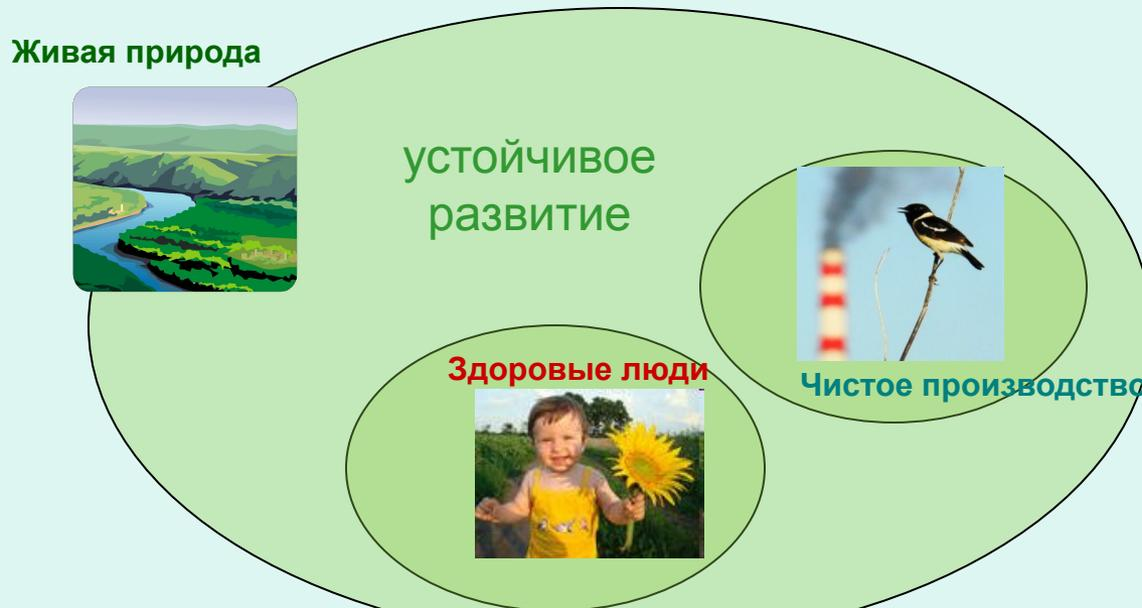 Живая природа
устойчивое
развитие
Здоровые люди
Чистое производство